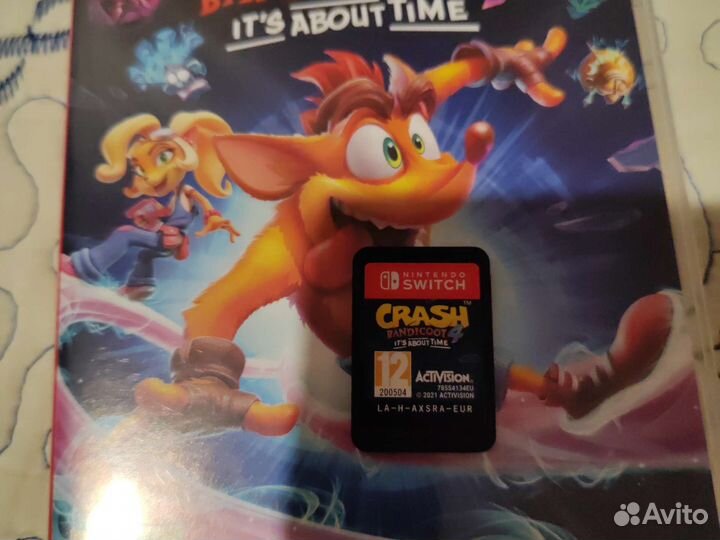 IT'S ABOUT TIME
NINTENDO
SWITCH
CRASH™
BANDICOOT 4
IT'S ABOUT TIME
12
200504
ACTIVISION
78554134EU
© 2021 ACTIVISION
LA-H-AXSRA-EUR
Avito